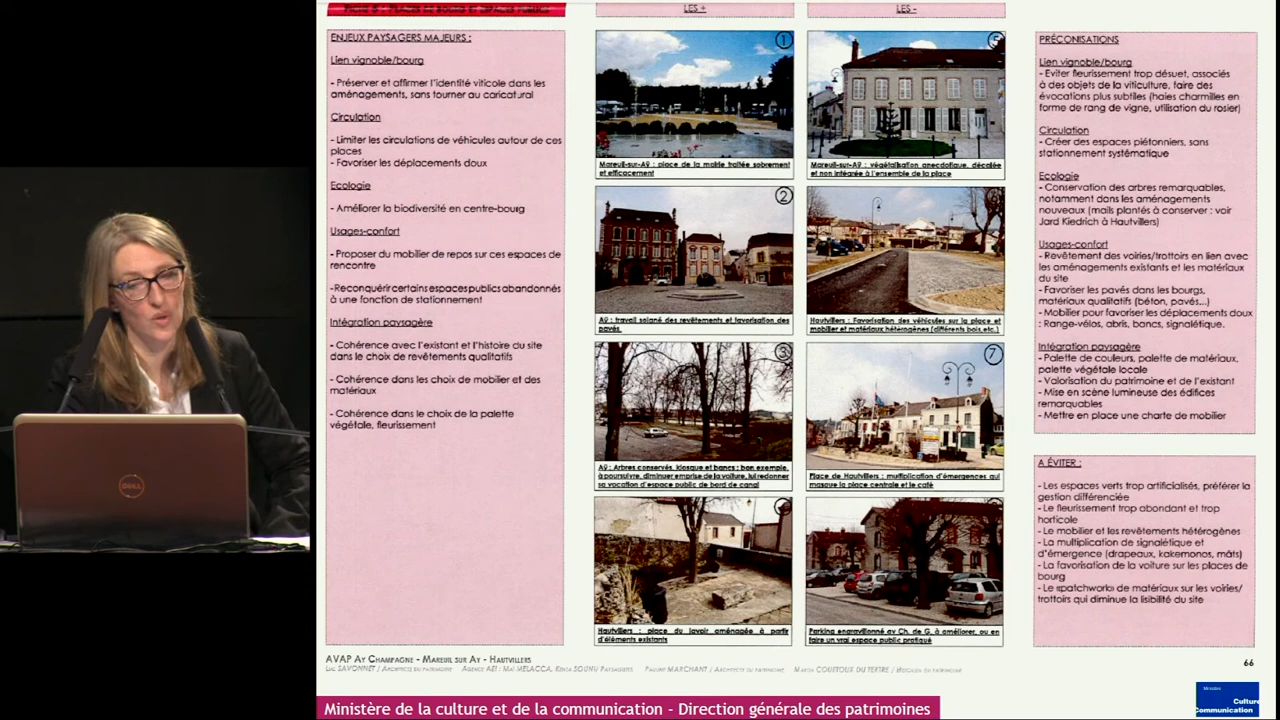 LES +
LES -
ENJEUX PAYSAGERS MAJEURS :
Lien vignoble/bourg
- Préserver et affirmer l'identité viticole dans les
aménagements, sans tourner au caricatural
Circulation
- Limiter les circulations de véhicules autour de ces
places
- Favoriser les déplacements doux
Ecologie
- Améliorer la biodiversité en centre-bourg
Usages-confort
- Proposer du mobilier de repos sur ces espaces de
rencontre
-Reconquérir certains espaces publics abandonnés
à une fonction de stationnement
Intégration paysagère
- Cohérence avec l'existant et l'histoire du site
dans le choix de revêtements qualitatifs
- Cohérence dans les choix de mobilier et des
matériaux
- Cohérence dans le choix de la palette
végétale, fleurissement
1
Mareuil-sur-Aÿ : place de la mairie traitée sobrement
et efficacement
2
Aÿ : travail soigné des revêtements et favorisation des
pavés.
3
Aÿ : Arbres conservés, kiosque et bancs : bon exemple,
à poursuivre, diminuer emprise de la voiture, lui redonner
sa vocation d'espace public de bord de canal
Hautvillers : place du lavoir aménagée à partir
d'éléments existants
5
Mareuil-sur-Aÿ : végétalisation anecdotique, décalée
et non intégrée à l'ensemble de la place
Hautvillers : Favorisation des véhicules sur la place et
mobilier et matériaux hétérogènes (différents bois,etc.)
7
Place de Hautvillers : multiplication d'émergences qui
masque la place centrale et le café
Parking engravillonné av Ch. de G. à améliorer, ou en
faire un vrai espace public pratiqué
PRÉCONISATIONS
Lien vignoble/bourg
- Eviter fleurissement trop désuet, associés
à des objets de la viticulture, faire des
évocations plus subtiles (haies charmilles en
forme de rang de vigne, utilisation du rosier)
Circulation
- Créer des espaces piétonniers, sans
stationnement systématique
Ecologie
- Conservation des arbres remarquables,
notamment dans les aménagements
nouveaux (mails plantés à conserver : voir
Jard Kiedrich à Hautvillers)
Usages-confort
- Revêtement des voiries/trottoirs en lien avec
les aménagements existants et les matériaux
du site
- Favoriser les pavés dans les bourgs,
matériaux qualitatifs (béton, pavés...)
- Mobilier pour favoriser les déplacements doux
: Range-vélos, abris, bancs, signalétique.
Intégration paysagère
- Palette de couleurs, palette de matériaux,
palette végétale locale
- Valorisation du patrimoine et de l'existant
- Mise en scène lumineuse des édifices
remarquables
- Mettre en place une charte de mobilier
A ÉVITER :
- Les espaces verts trop artificialisés, préférer la
gestion différenciée
- Le fleurissement trop abondant et trop
horticole
- Le mobilier et les revêtements hétérogènes
- La multiplication de signalétique et
d'émergence (drapeaux, kakemonos, mâts)
- La favorisation de la voiture sur les places de
bourg
- Le «patchwork» de matériaux sur les voiries/
trottoirs qui diminue la lisibilité du site
AVAP AY CHAMPAGNE - MAREUIL SUR AY - HAUTVILLERS
66
Luc SAVONNET / Architecte du patrimoine
Ministère de la culture et de la communication - Direction générale des patrimoines
Ministère
Culture
Communication
DELL